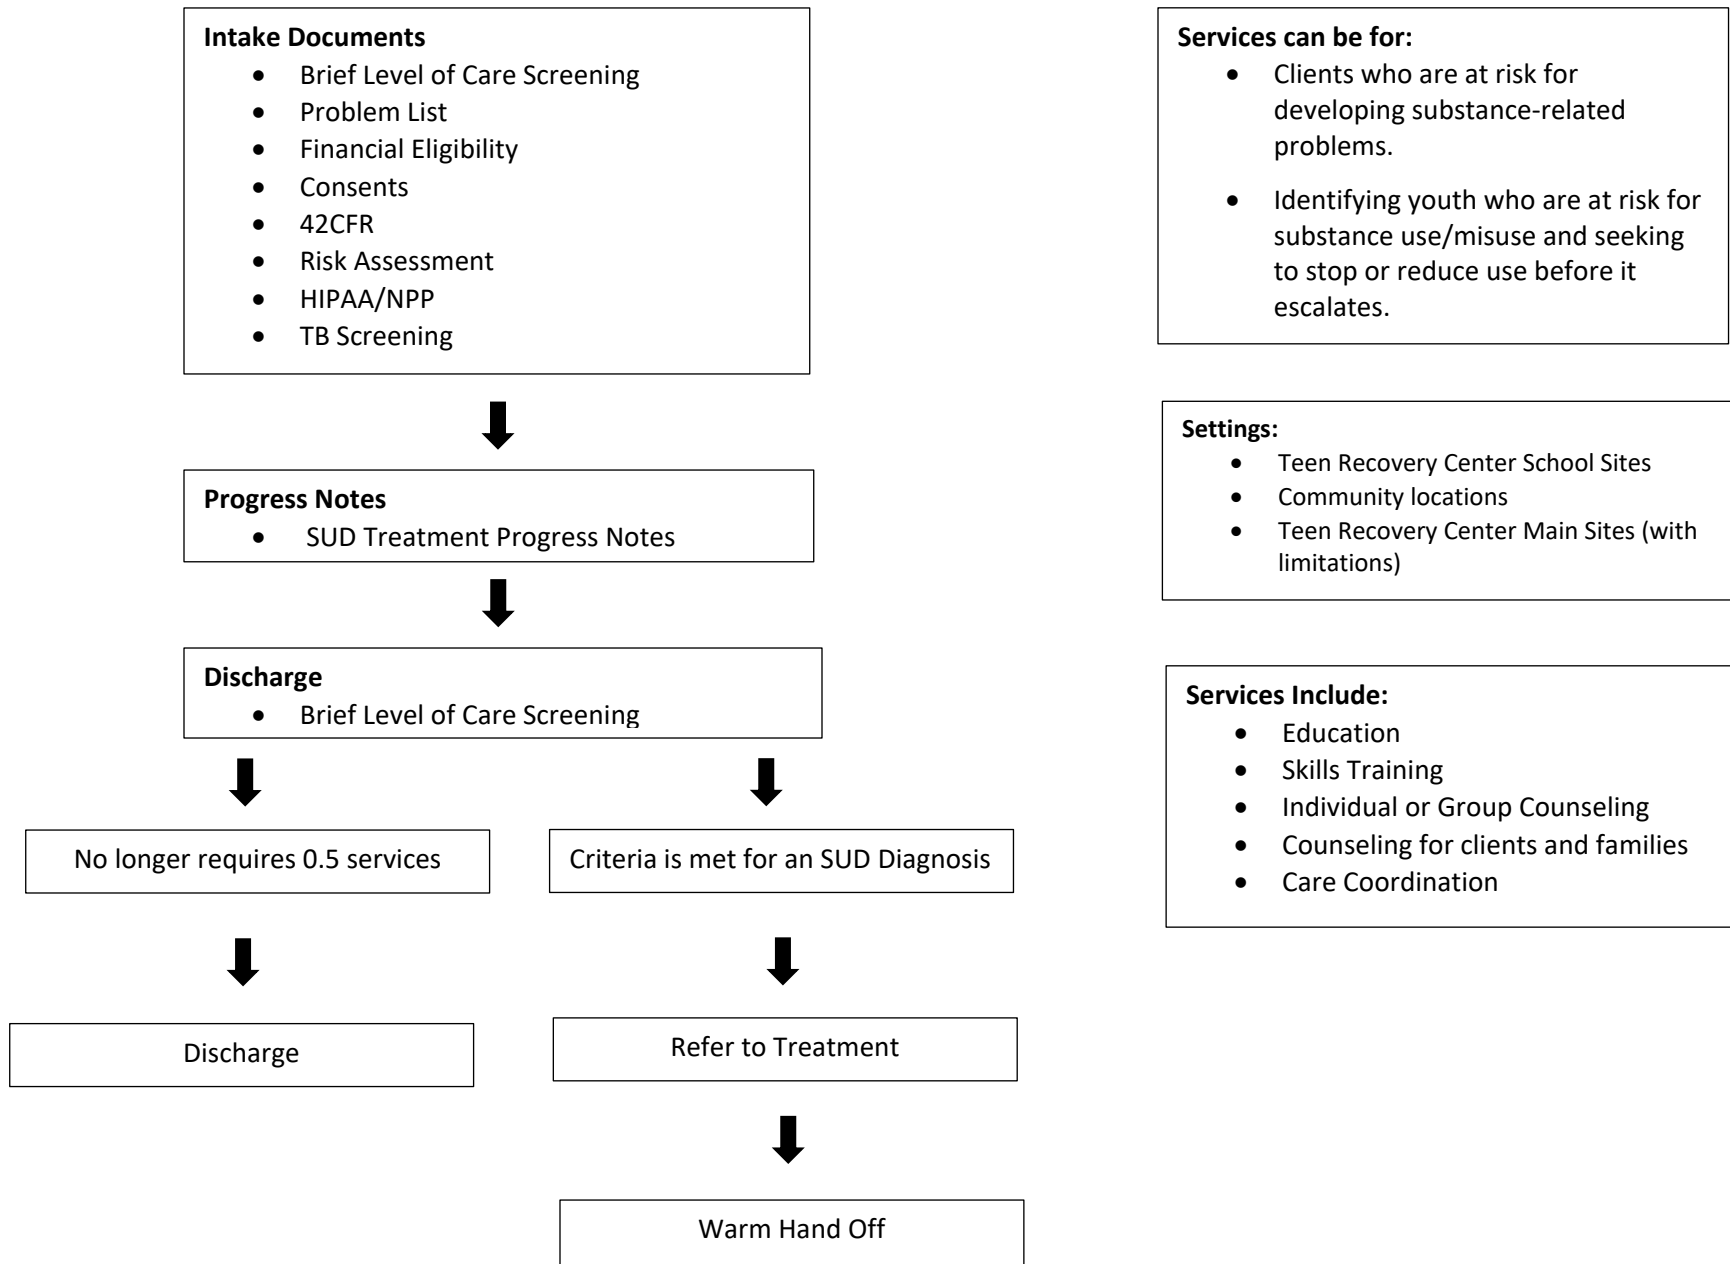 Intake Documents
• Brief Level of Care Screening
• Problem List
• Financial Eligibility
• Consents
• 42CFR
• Risk Assessment
• HIPAA/NPP
• TB Screening
Progress Notes
• SUD Treatment Progress Notes
Discharge
• Brief Level of Care Screening
No longer requires 0.5 services
Criteria is met for an SUD Diagnosis
Discharge
Refer to Treatment
Warm Hand Off
Services can be for:
• Clients who are at risk for
developing substance-related
problems.
• Identifying youth who are at risk for
substance use/misuse and seeking
to stop or reduce use before it
escalates.
Settings:
• Teen Recovery Center School Sites
• Community locations
• Teen Recovery Center Main Sites (with
limitations)
Services Include:
• Education
• Skills Training
• Individual or Group Counseling
• Counseling for clients and families
• Care Coordination